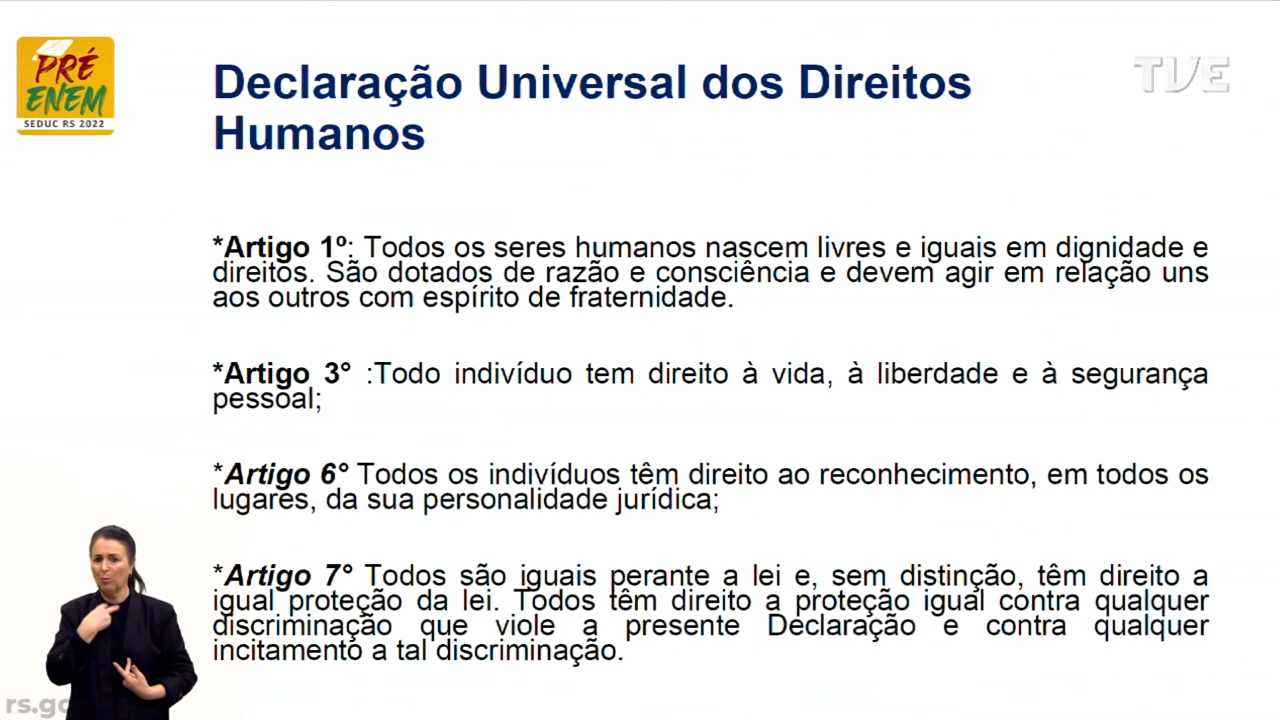 PRÉ
ENEM
SEDUC RS 2022
TVE
Declaração Universal dos Direitos
Humanos
*Artigo 1º: Todos os seres humanos nascem livres e iguais em dignidade e
direitos. São dotados de razão e consciência e devem agir em relação uns
aos outros com espírito de fraternidade.
*Artigo 3° :Todo indivíduo tem direito à vida, à liberdade e à segurança
pessoal;
*Artigo 6° Todos os indivíduos têm direito ao reconhecimento, em todos os
lugares, da sua personalidade jurídica;
*Artigo 7° Todos são iguais perante a lei e, sem distinção, têm direito a
igual proteção da lei. Todos têm direito a proteção igual contra qualquer
discriminação que viole a presente Declaração e contra qualquer
incitamento a tal discriminação.